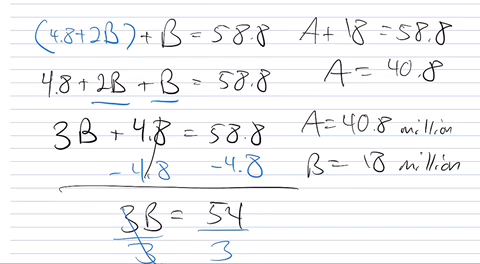 (4.8+2B) + B = 58.8
4.8 + 2B + B = 58.8
3B + 4.8 = 58.8
- 4.8 -4.8
3B = 54
3 3
A + 18 = 58.8
A = 40.8
A = 40.8 million
B = 18 million